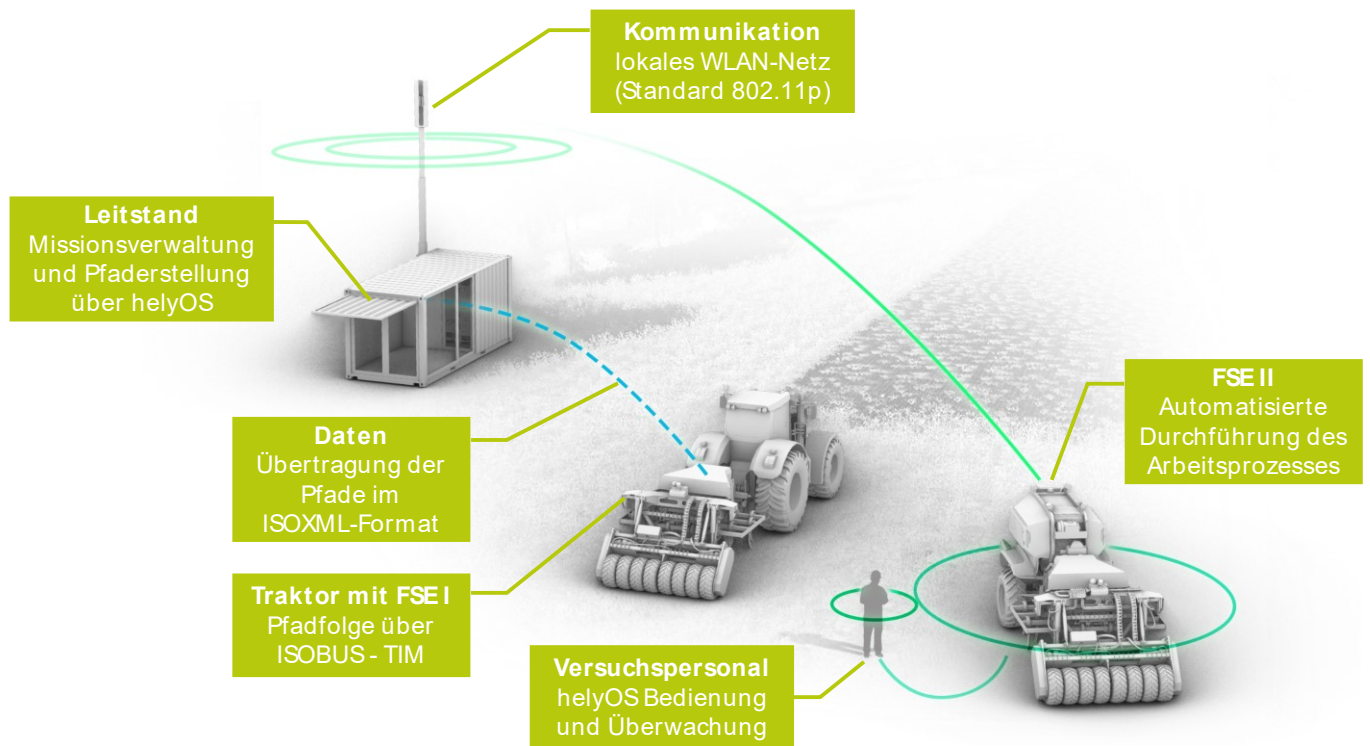 Kommunikation
lokales WLAN-Netz
(Standard 802.11p)
Leitstand
Missionsverwaltung
und Pfaderstellung
über helyOS
FSE II
Automatisierte
Durchführung des
Arbeitsprozesses
Daten
Übertragung der
Pfade im
ISOXML-Format
Traktor mit FSE I
Pfadfolge über
ISOBUS - TIM
Versuchspersonal
helyOS Bedienung
und Überwachung